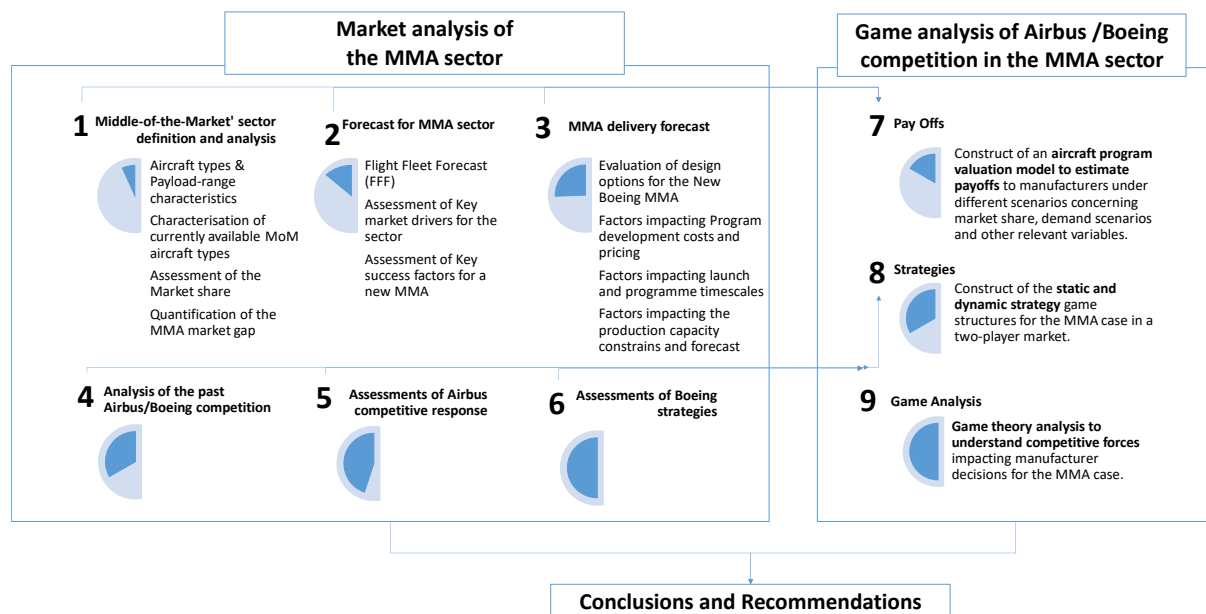 Market analysis of
the MMA sector
Game analysis of Airbus /Boeing
competition in the MMA sector
1
Middle-of-the-Market' sector
definition and analysis
Aircraft types &
Payload-range
characteristics
Characterisation of
currently available MoM
aircraft types
Assessment of the
Market share
Quantification of the
MMA market gap
2
Forecast for MMA sector
Flight Fleet Forecast
(FFF)
Assessment of Key
market drivers for the
sector
Assessment of Key
success factors for a
new MMA
3
MMA delivery forecast
Evaluation of design
options for the New
Boeing MMA
Factors impacting Program
development costs and
pricing
Factors impacting launch
and programme timescales
Factors impacting the
production capacity
constrains and forecast
4
Analysis of the past
Airbus/Boeing competition
5
Assessments of Airbus
competitive response
6
Assessments of Boeing
strategies
7
Pay Offs
Construct of an aircraft program
valuation model to estimate
payoffs to manufacturers under
different scenarios concerning
market share, demand scenarios
and other relevant variables.
8
Strategies
Construct of the static and
dynamic strategy game
structures for the MMA case in a
two-player market.
9
Game Analysis
Game theory analysis to
understand competitive forces
impacting manufacturer
decisions for the MMA case.
Conclusions and Recommendations